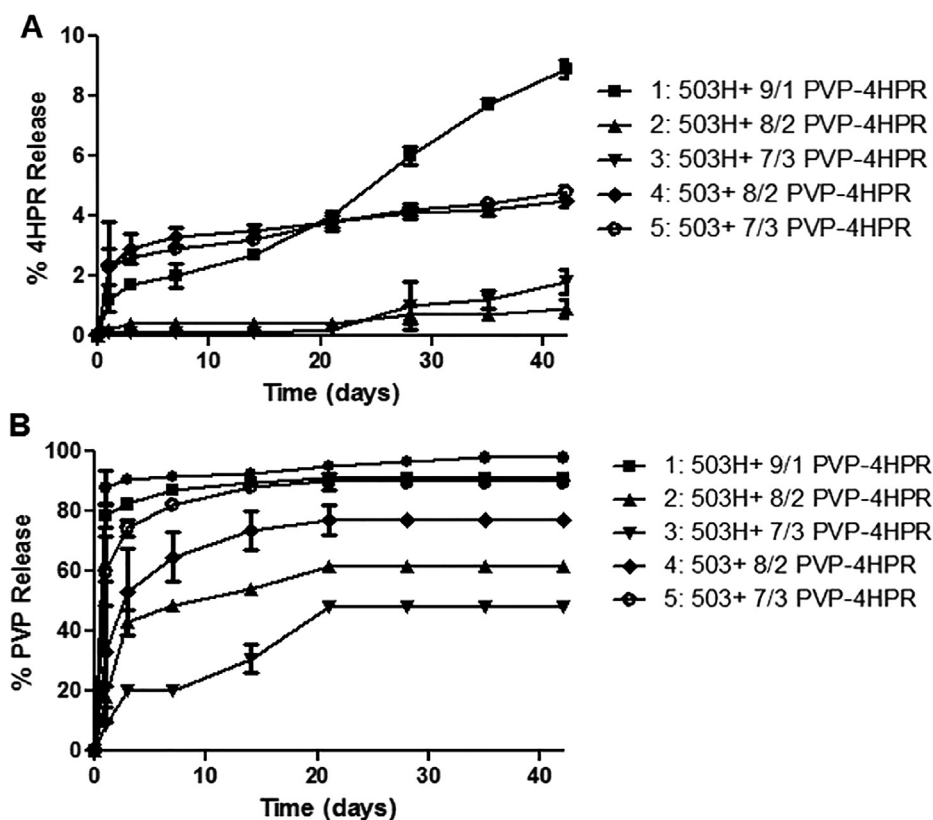 A
10
8
6
4
2
0
% 4HPR Release
0 10 20 30 40
Time (days)
1: 503H+ 9/1 PVP-4HPR
2: 503H+ 8/2 PVP-4HPR
3: 503H+ 7/3 PVP-4HPR
4: 503+ 8/2 PVP-4HPR
5: 503+ 7/3 PVP-4HPR
B
100
80
60
40
20
0
% PVP Release
0 10 20 30 40
Time (days)
1: 503H+ 9/1 PVP-4HPR
2: 503H+ 8/2 PVP-4HPR
3: 503H+ 7/3 PVP-4HPR
4: 503+ 8/2 PVP-4HPR
5: 503+ 7/3 PVP-4HPR